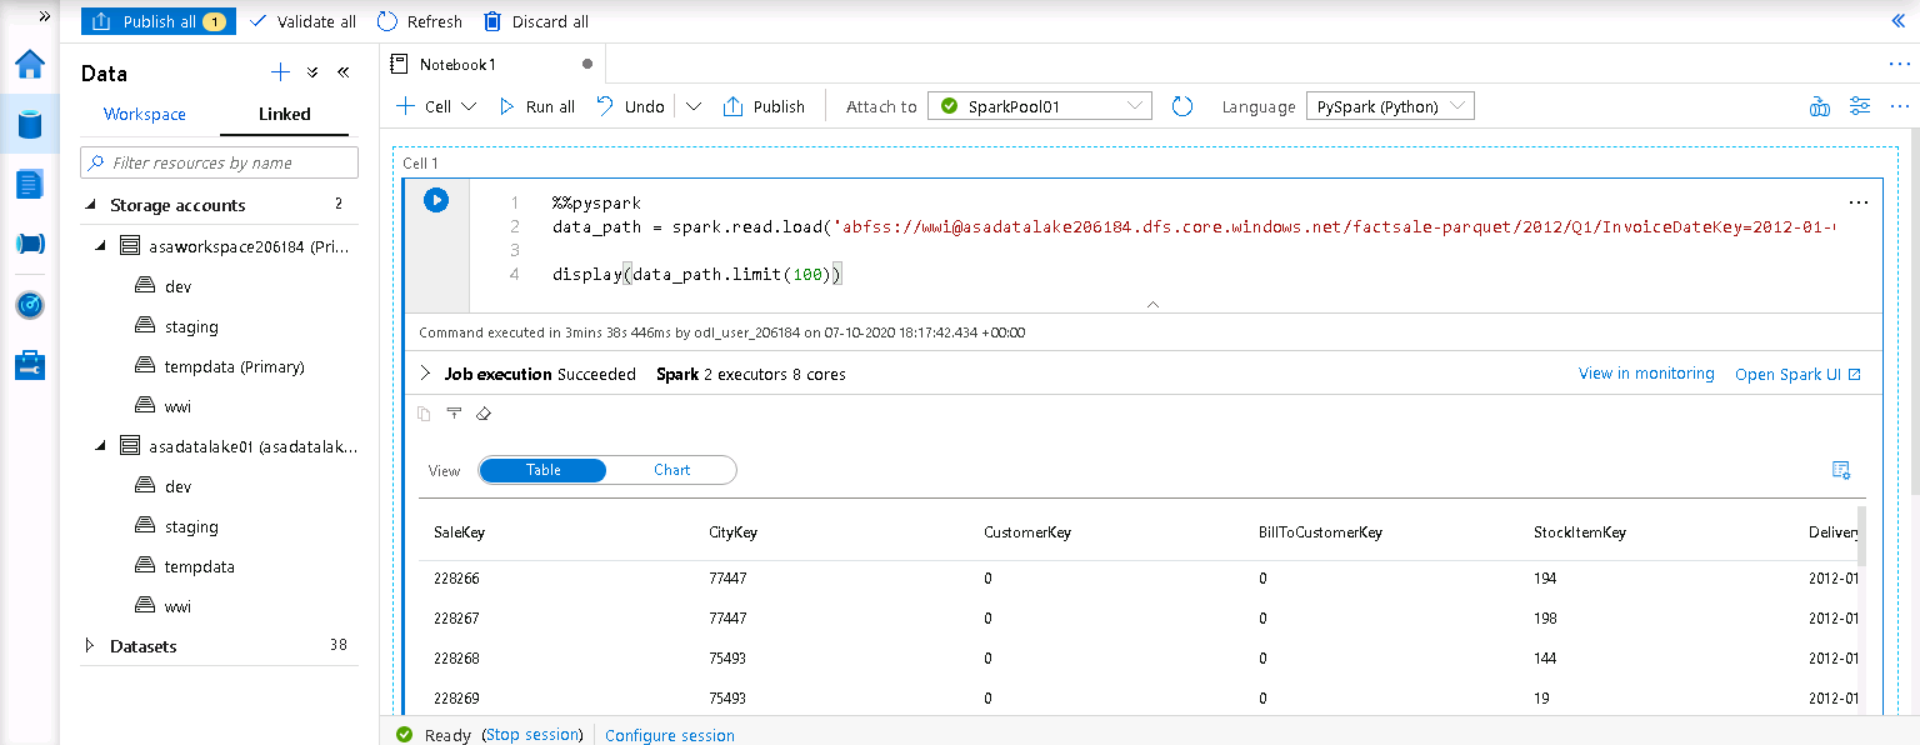 Publish all 1 Validate all Refresh Discard all
Data
Workspace Linked
Filter resources by name
Storage accounts 2
asaworkspace206184 (Pri...
dev
staging
tempdata (Primary)
wwi
asadatalake01 (asadatalak...
dev
staging
tempdata
wwi
Datasets 38
Notebook1
Cell Run all Undo Publish Attach to SparkPool01 Language PySpark (Python)
Cell 1
1 %%pyspark
2 data_path = spark.read.load('abfss://wwi@asadatalake206184.dfs.core.windows.net/factsale-parquet/2012/Q1/InvoiceDateKey=2012-01-
3
4 display(data_path.limit(100))
Command executed in 3mins 38s 446ms by odl_user_206184 on 07-10-2020 18:17:42.434 +00:00
Job execution Succeeded Spark 2 executors 8 cores View in monitoring Open Spark UI
View Table Chart
SaleKey CityKey CustomerKey BillToCustomerKey StockItemKey Delivery
228266 77447 0 0 194 2012-01
228267 77447 0 0 198 2012-01
228268 75493 0 0 144 2012-01
228269 75493 0 0 19 2012-01
Ready (Stop session) Configure session